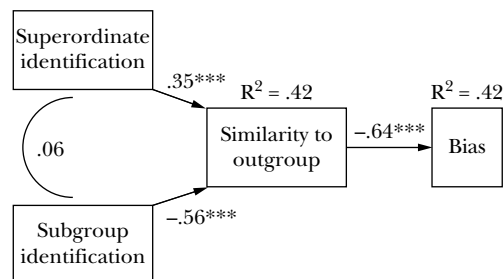 Superordinate
identification
.35***
R² = .42
R² = .42
Similarity to
outgroup
−.64***
Bias
.06
Subgroup
identification
−.56***